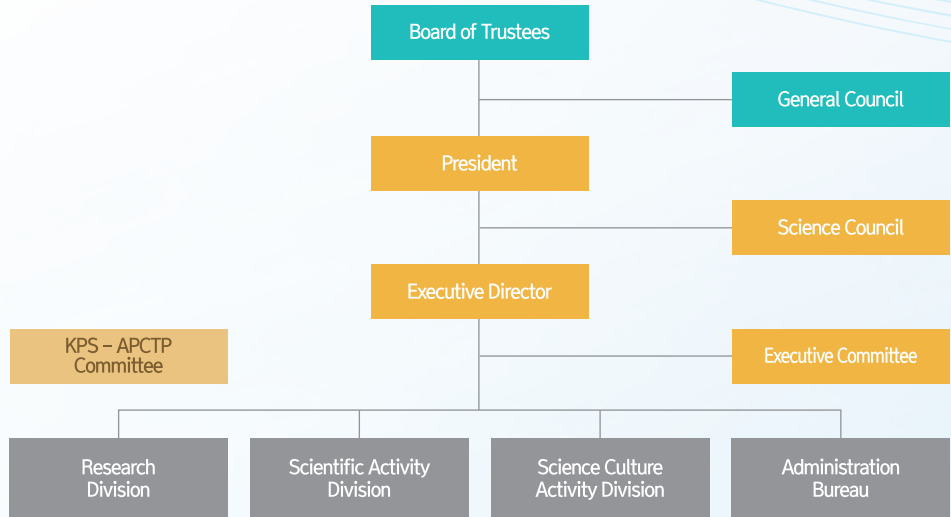 Board of Trustees
General Council
President
Science Council
Executive Director
KPS – APCTP
Committee
Executive Committee
Research
Division
Scientific Activity
Division
Science Culture
Activity Division
Administration
Bureau